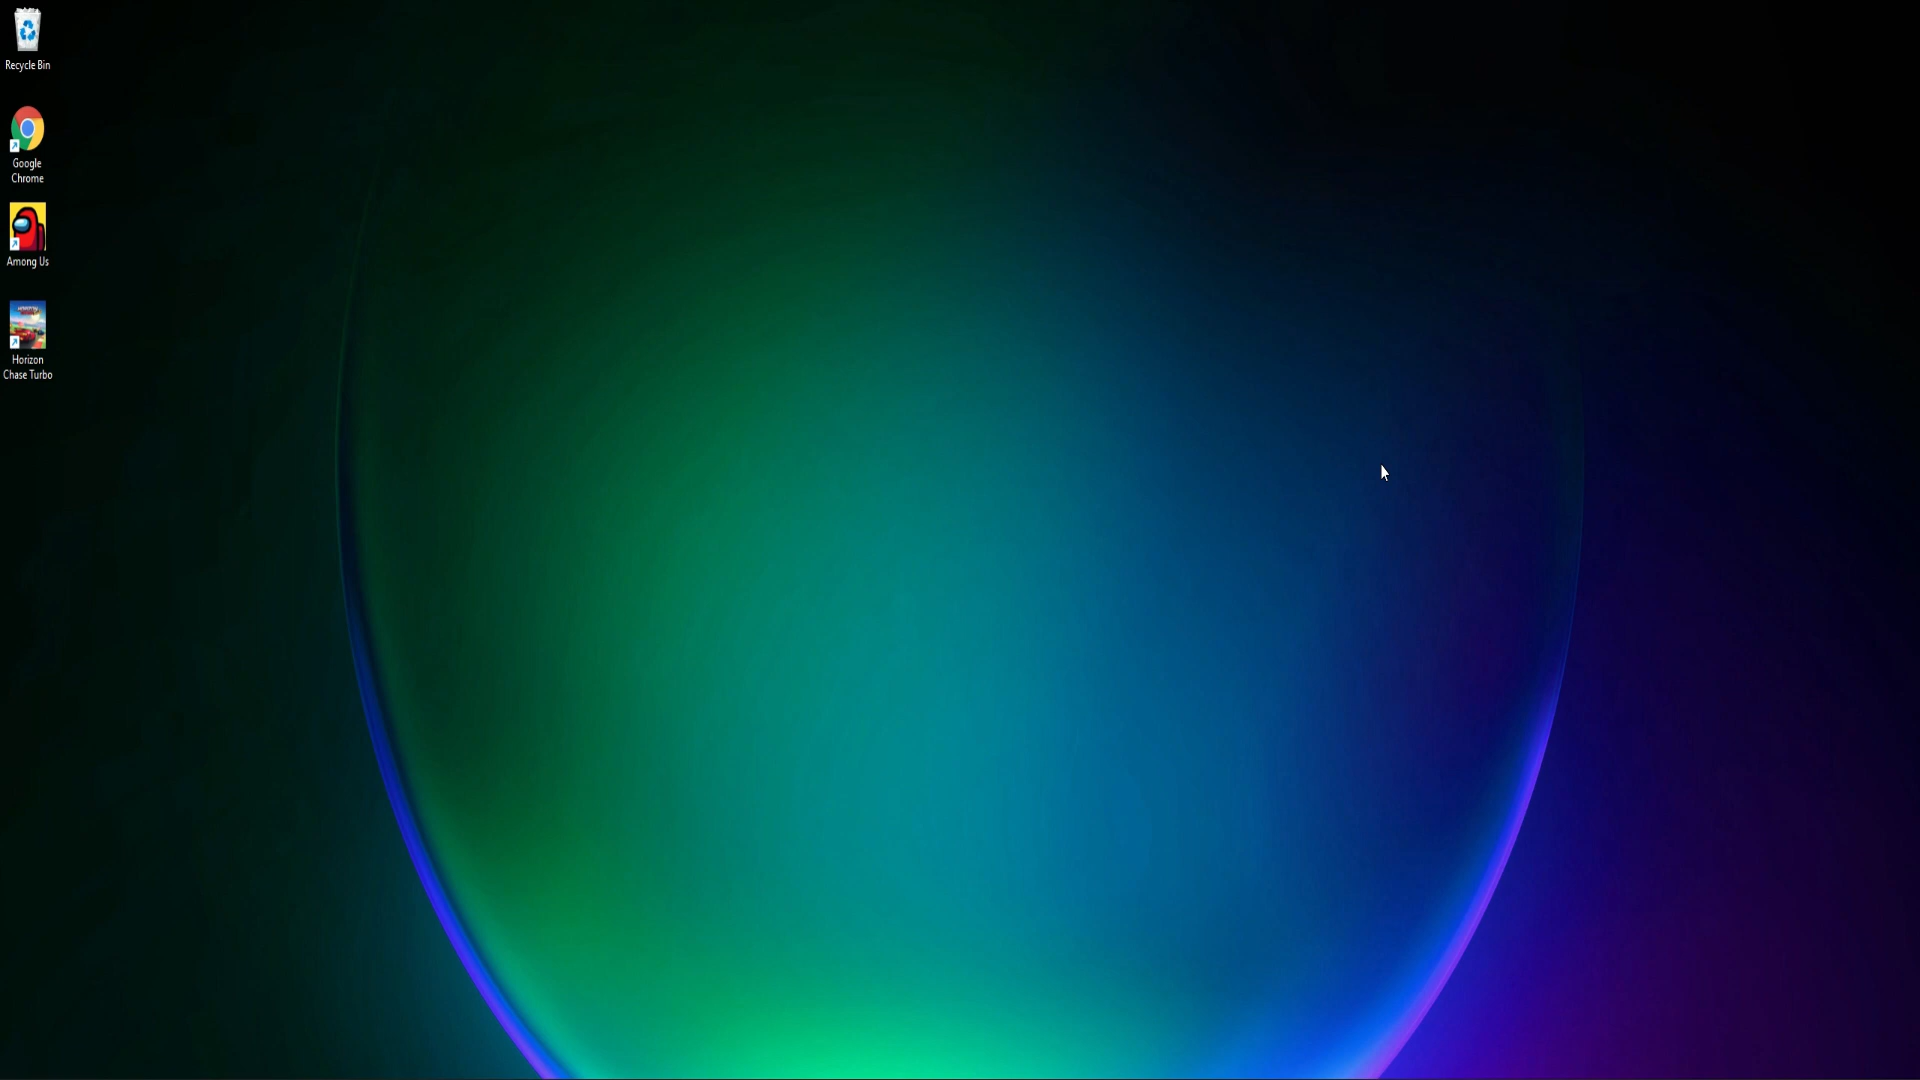 Recycle Bin
Google
Chrome
Among Us
Horizon
Chase Turbo